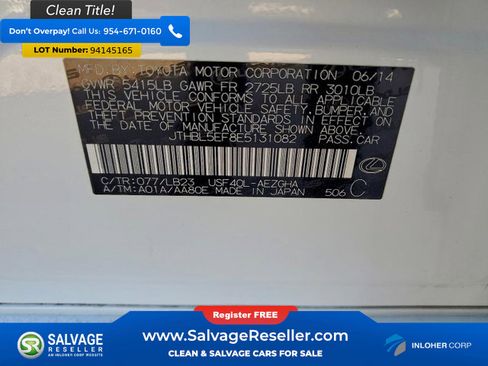 Clean Title!
Don't Overpay! Call Us: 954-671-0160
Lot Number: 94145165
MFD. BY: TOYOTA MOTOR CORPORATION 06/14
GVWR 5415LB GAWR FR 2725LB RR 3010LB
THIS VEHICLE CONFORMS TO ALL APPLICABLE
FEDERAL MOTOR VEHICLE SAFETY, BUMPER, AND
THEFT PREVENTION STANDARDS IN EFFECT ON
THE DATE OF MANUFACTURE SHOWN ABOVE.
JTHBL5EF8E5131082 PASS.CAR
C/TR: 077/LB23 USF40L-AEZGHA
A/TM: A01A/AA80E MADE IN JAPAN 506 C
Register FREE
SALVAGE
RESELLER
AN INLOHER CORP WEBSITE
www.SalvageReseller.com
CLEAN & SALVAGE CARS FOR SALE
INLOHER CORP